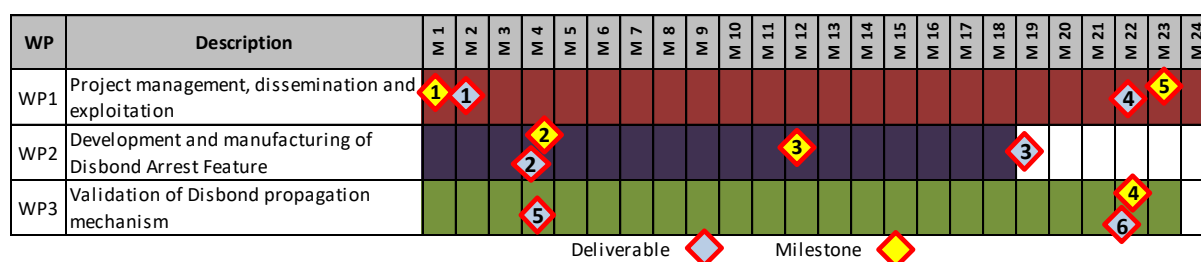 WP Description M 1 M 2 M 3 M 4 M 5 M 6 M 7 M 8 M 9 M 10 M 11 M 12 M 13 M 14 M 15 M 16 M 17 M 18 M 19 M 20 M 21 M 22 M 23 M 24
WP1 Project management, dissemination and
exploitation
1 1 4 5
WP2 Development and manufacturing of
Disbond Arrest Feature
2 2 3 3
WP3 Validation of Disbond propagation
mechanism
5 4 6
Deliverable Milestone